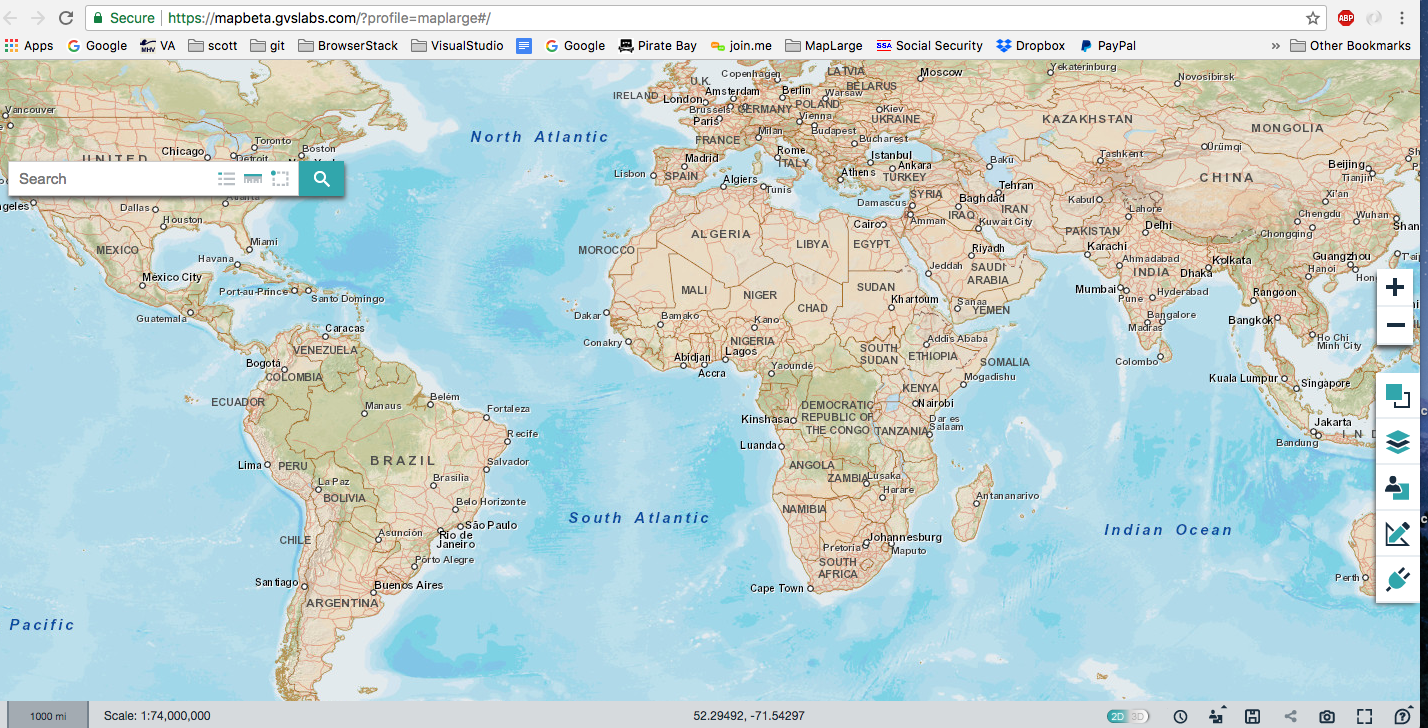 Secure https://mapbeta.gvslabs.com/?profile=maplarge#/ ABP
Apps Google VA scott git BrowserStack VisualStudio Google Pirate Bay join.me MapLarge SSA Social Security Dropbox PayPal » Other Bookmarks
Vancouver
Chicago
Toronto
Detroit
Boston
UNITED
Search
Dallas
Houston
Atlanta
Miami
MEXICO
Havana
Mexico City
Port-au-Prince
Santo Domingo
Guatemala
Caracas
VENEZUELA
Bogotá
COLOMBIA
ECUADOR
Manaus
Belém
Fortaleza
Recife
Lima
PERU
BRAZIL
Salvador
La Paz
BOLIVIA
Brasília
Belo Horizonte
São Paulo
Rio de
Janeiro
CHILE
Asunción
Pôrto Alegre
Santiago
Buenos Aires
ARGENTINA
Pacific
North Atlantic
South Atlantic
Indian Ocean
IRELAND
U.K.
London
Amsterdam
Copenhagen
Berlin
Brussels
GERMANY
POLAND
Warsaw
LATVIA
BELARUS
Moscow
Yekaterinburg
Novosibirsk
Paris
Vienna
Kiev
UKRAINE
FRANCE
Milan
Budapest
Bucharest
KAZAKHSTAN
MONGOLIA
Madrid
Rome
ITALY
Istanbul
Ankara
TURKEY
Lisbon
SPAIN
Algiers
Tunis
Athens
Baku
Tashkent
Ürümqi
Beijing
Tianjin
CHINA
Xi'an
SYRIA
Damascus
Baghdad
Tehran
IRAQ
IRAN
Kabul
Lahore
Chengdu
Wuhan
Chongqing
Amman
Cairo
Kuwait City
PAKISTAN
Delhi
MOROCCO
ALGERIA
LIBYA
EGYPT
Riyadh
Karachi
Ahmadabad
Kolkata
Guangzhou
Jeddah
SAUDI
ARABIA
INDIA
Dhaka
Hanoi
MALI
NIGER
CHAD
SUDAN
Khartoum
Sanaa
YEMEN
Mumbai
Pune
Hyderabad
Rangoon
Dakar
Bamako
Kano
Bangalore
Madras
Bangkok
Conakry
NIGERIA
Addis Ababa
Ho Chi
Minh City
Abidjan
Lagos
Accra
SOUTH
SUDAN
ETHIOPIA
SOMALIA
Colombo
Yaoundé
Mogadishu
Kuala Lumpur
Singapore
KENYA
Nairobi
DEMOCRATIC
REPUBLIC OF
THE CONGO
Kinshasa
TANZANIA
Dar es
Salaam
Jakarta
Bandung
Luanda
ANGOLA
ZAMBIA
Lusaka
Harare
Antananarivo
NAMIBIA
Johannesburg
Pretoria
Maputo
SOUTH
AFRICA
Cape Town
Perth
1000 mi Scale: 1:74,000,000 52.29492, -71.54297 2D 3D